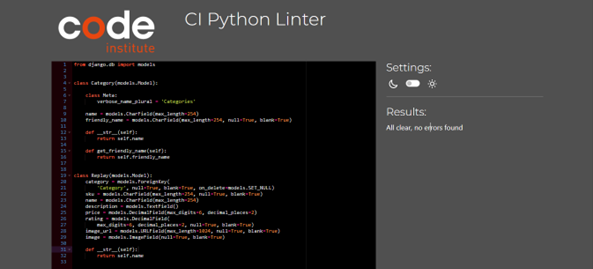 code
institute
CI Python Linter
Settings:
Results:
All clear, no errors found
1 from django.db import models
2
3
4 class Category(models.Model):
5
6 class Meta:
7 verbose_name_plural = 'Categories'
8
9 name = models.CharField(max_length=254)
10 friendly_name = models.CharField(max_length=254, null=True, blank=True)
11
12 def __str__(self):
13 return self.name
14
15 def get_friendly_name(self):
16 return self.friendly_name
17
18
19 class Replay(models.Model):
20 category = models.ForeignKey(
21 'Category', null=True, blank=True, on_delete=models.SET_NULL)
22 sku = models.CharField(max_length=254, null=True, blank=True)
23 name = models.CharField(max_length=254)
24 description = models.TextField()
25 price = models.DecimalField(max_digits=6, decimal_places=2)
26 rating = models.DecimalField(
27 max_digits=6, decimal_places=2, null=True, blank=True)
28 image_url = models.URLField(max_length=1024, null=True, blank=True)
29 image = models.ImageField(null=True, blank=True)
30
31 def __str__(self):
32 return self.name
33